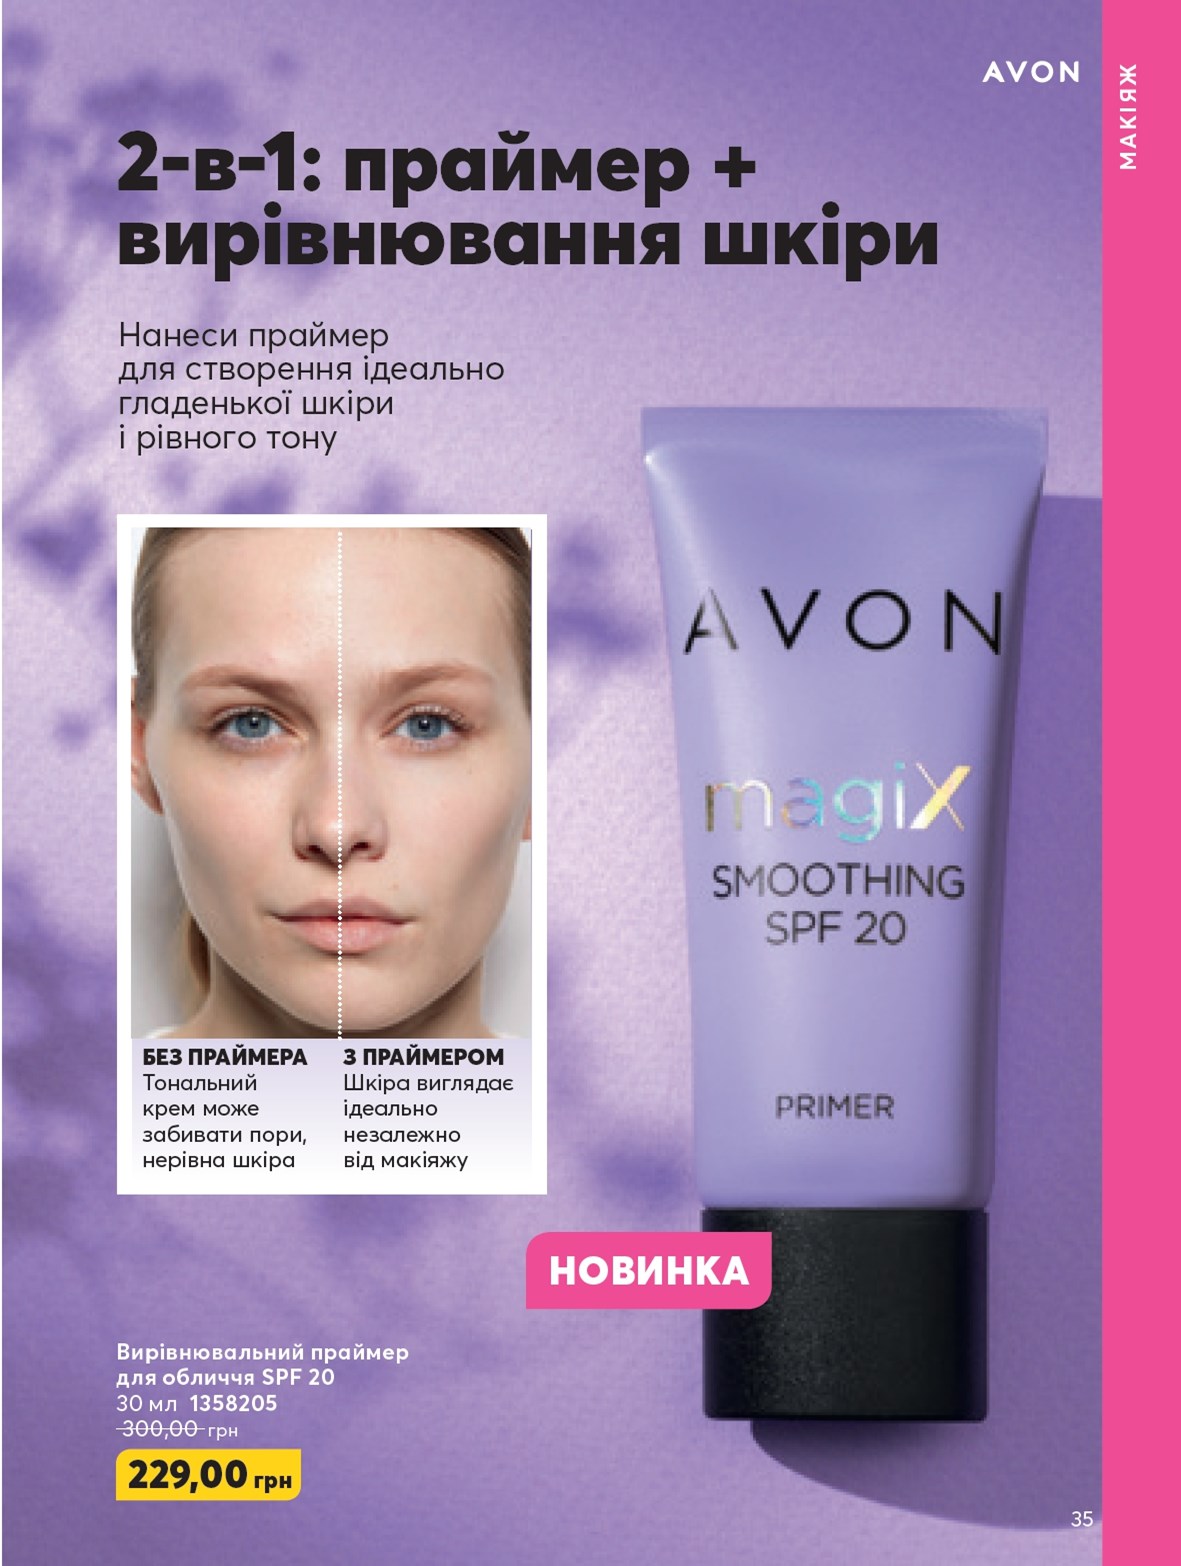 AVON
МАКІЯЖ
2-в-1: праймер +
вирівнювання шкіри
Нанеси праймер
для створення ідеально
гладенької шкіри
і рівного тону
AVON
magiX
SMOOTHING
SPF 20
PRIMER
БЕЗ ПРАЙМЕРА
Тональний
крем може
забивати пори,
нерівна шкіра
З ПРАЙМЕРОМ
Шкіра виглядає
ідеально
незалежно
від макіяжу
НОВИНКА
Вирівнювальний праймер
для обличчя SPF 20
30 мл 1358205
300,00 грн
229,00 грн
35